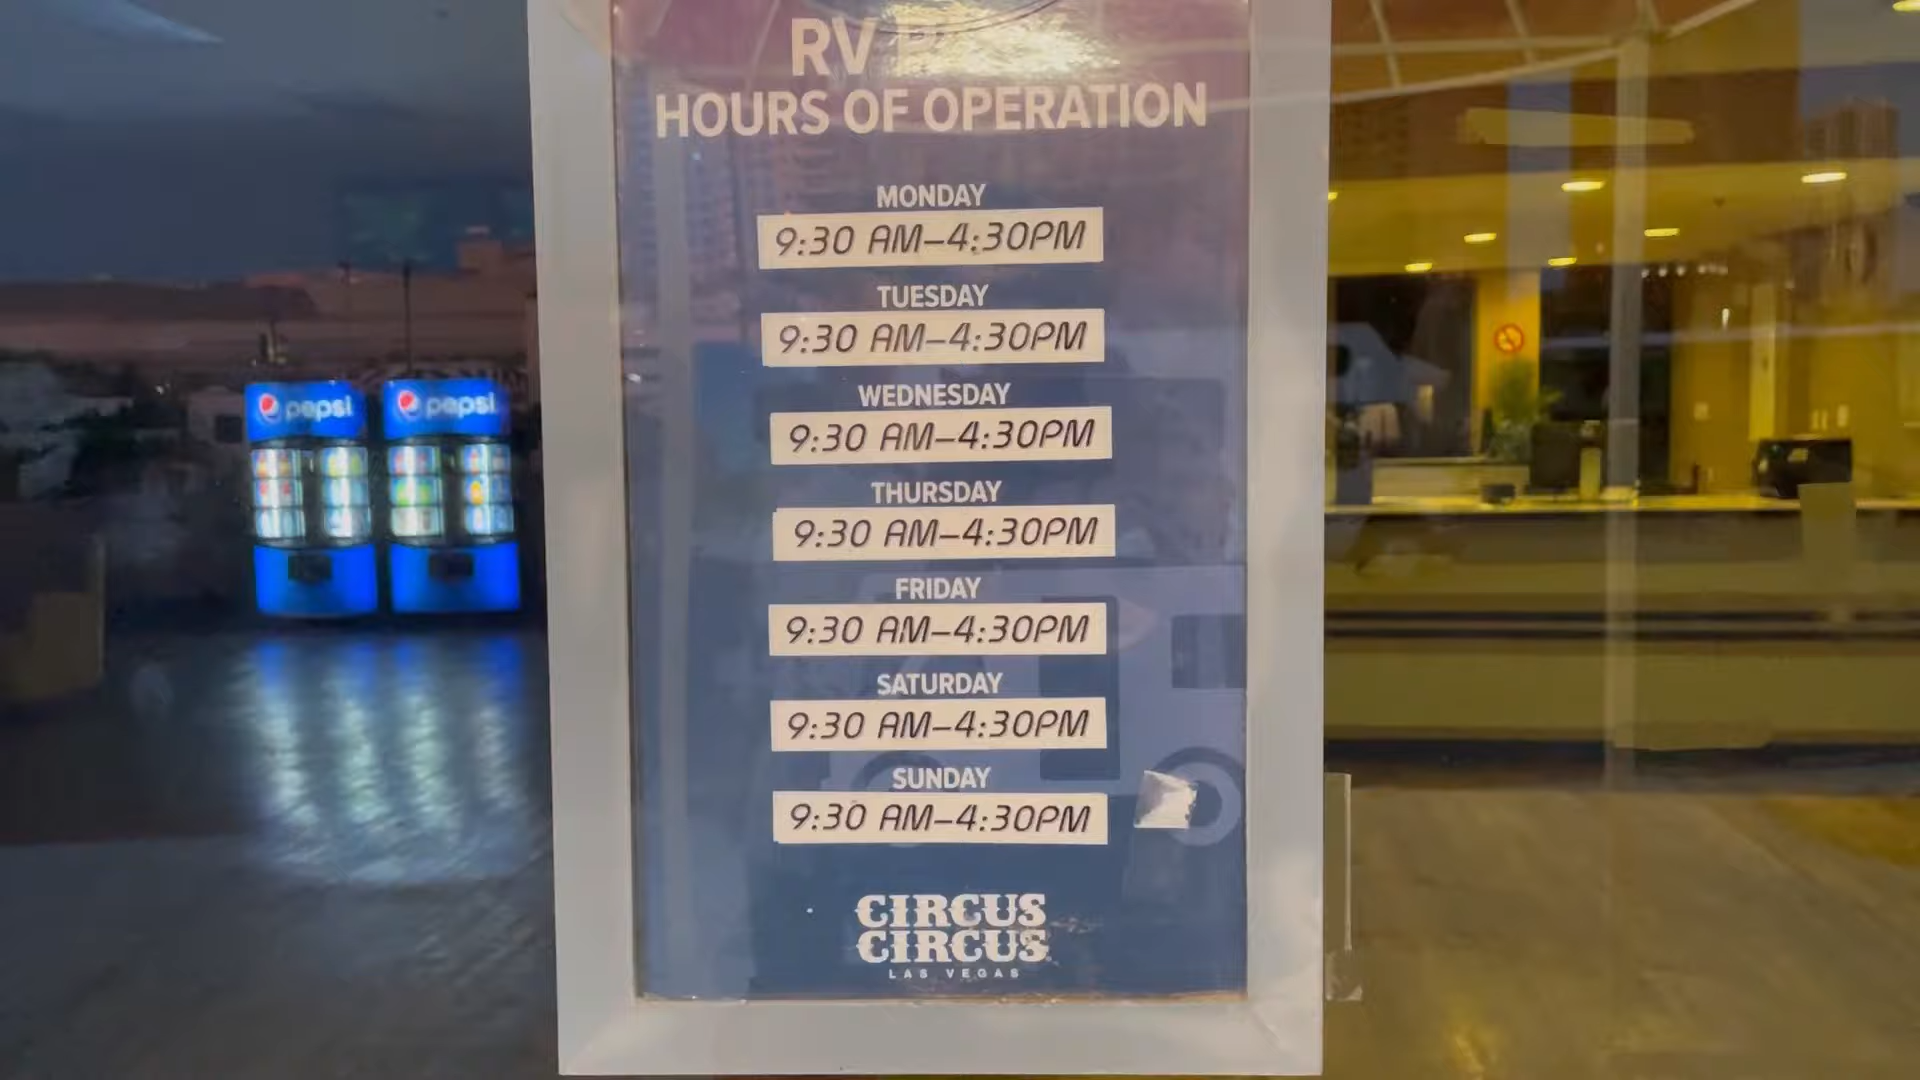 RV
HOURS OF OPERATION
MONDAY
9:30 AM–4:30PM
TUESDAY
9:30 AM–4:30PM
WEDNESDAY
9:30 AM–4:30PM
THURSDAY
9:30 AM–4:30PM
FRIDAY
9:30 AM–4:30PM
SATURDAY
9:30 AM–4:30PM
SUNDAY
9:30 AM–4:30PM
CIRCUS
CIRCUS
LAS VEGAS
pepsi
pepsi